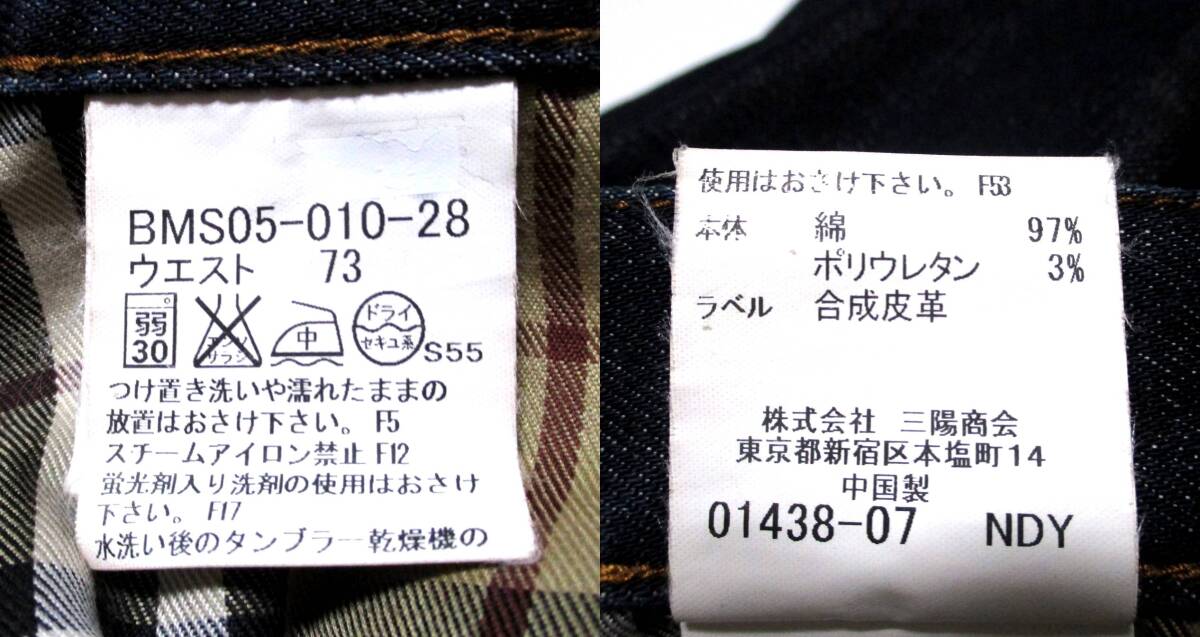 BMS05-010-28
ウエスト 73
弱
30
エンソ
サラシ
中
ドライ
セキユ系
S55
つけ置き洗いや濡れたままの
放置はおさけ下さい。F5
スチームアイロン禁止 F12
蛍光剤入り洗剤の使用はおさけ
下さい。F17
水洗い後のタンブラー乾燥機の
使用はおさけ下さい。F53
本体 綿 97%
ポリウレタン 3%
ラベル 合成皮革
株式会社 三陽商会
東京都新宿区本塩町14
中国製
01438-07 NDY